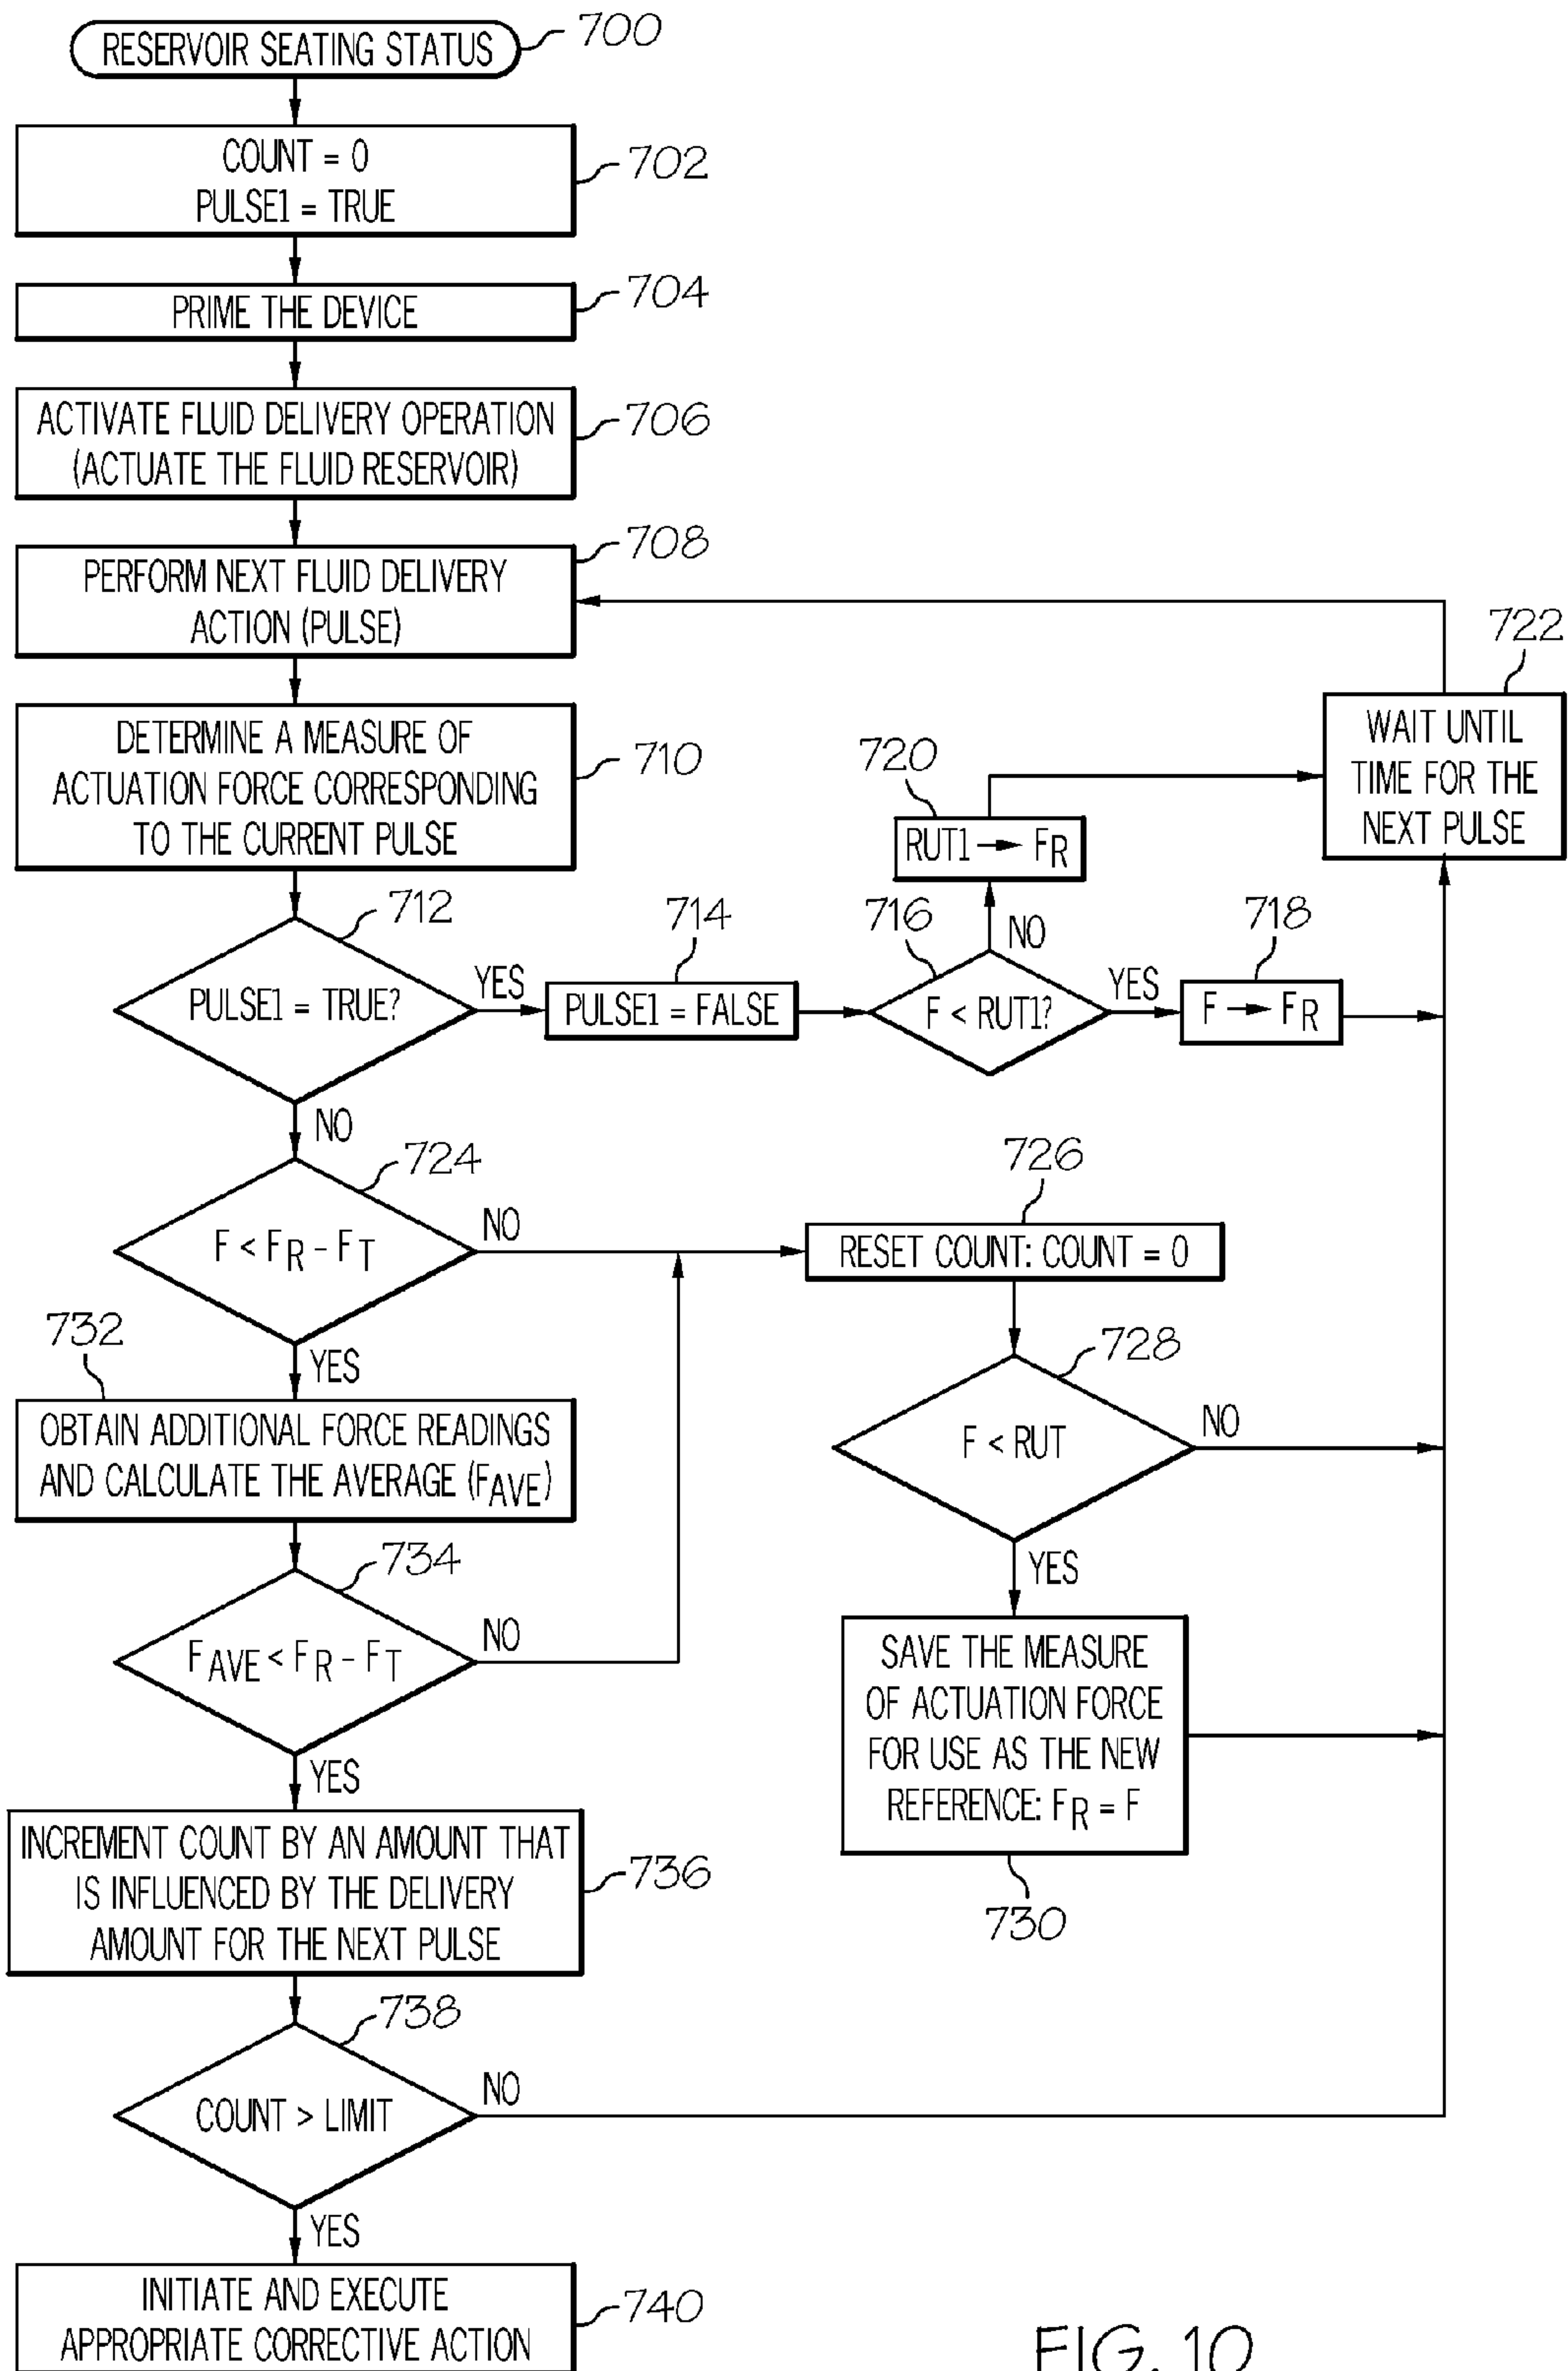 RESERVOIR SEATING STATUS
700
COUNT = 0
PULSE1 = TRUE
702
PRIME THE DEVICE
704
ACTIVATE FLUID DELIVERY OPERATION
(ACTUATE THE FLUID RESERVOIR)
706
PERFORM NEXT FLUID DELIVERY
ACTION (PULSE)
708
722
WAIT UNTIL
TIME FOR THE
NEXT PULSE
DETERMINE A MEASURE OF
ACTUATION FORCE CORRESPONDING
TO THE CURRENT PULSE
710
720
RUT1 → FR
712
PULSE1 = TRUE?
YES
NO
714
PULSE1 = FALSE
716
F < RUT1?
NO
YES
718
F → FR
724
F < FR – FT
NO
YES
726
RESET COUNT: COUNT = 0
728
F < RUT
NO
YES
732
OBTAIN ADDITIONAL FORCE READINGS
AND CALCULATE THE AVERAGE (FAVE)
734
FAVE < FR – FT
NO
YES
SAVE THE MEASURE
OF ACTUATION FORCE
FOR USE AS THE NEW
REFERENCE: FR = F
730
INCREMENT COUNT BY AN AMOUNT THAT
IS INFLUENCED BY THE DELIVERY
AMOUNT FOR THE NEXT PULSE
736
738
COUNT > LIMIT
NO
YES
INITIATE AND EXECUTE
APPROPRIATE CORRECTIVE ACTION
740
FIG. 10